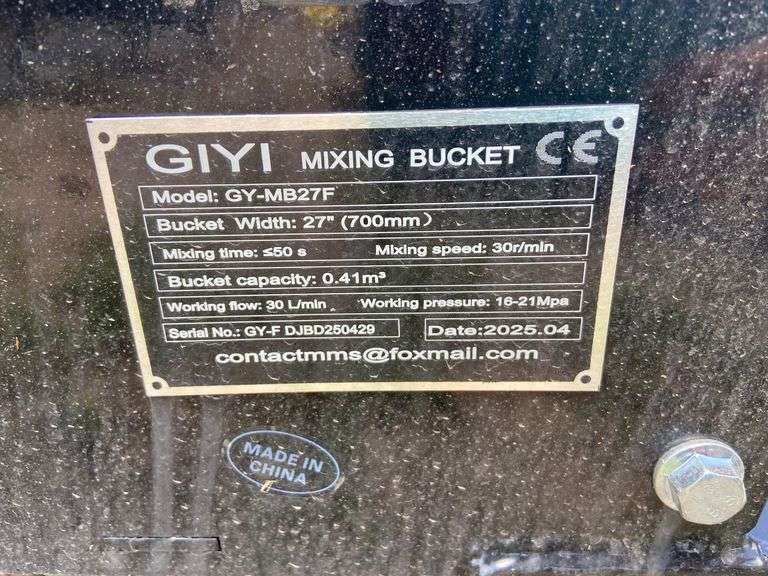 GIYI MIXING BUCKET CE
Model: GY-MB27F
Bucket Width: 27" (700mm）
Mixing time: ≤50 s Mixing speed: 30r/min
Bucket capacity: 0.41m³
Working flow: 30 L/min Working pressure: 16-21Mpa
Serial No.: GY-F DJBD250429 Date:2025.04
contactmms@foxmail.com
MADE IN
CHINA